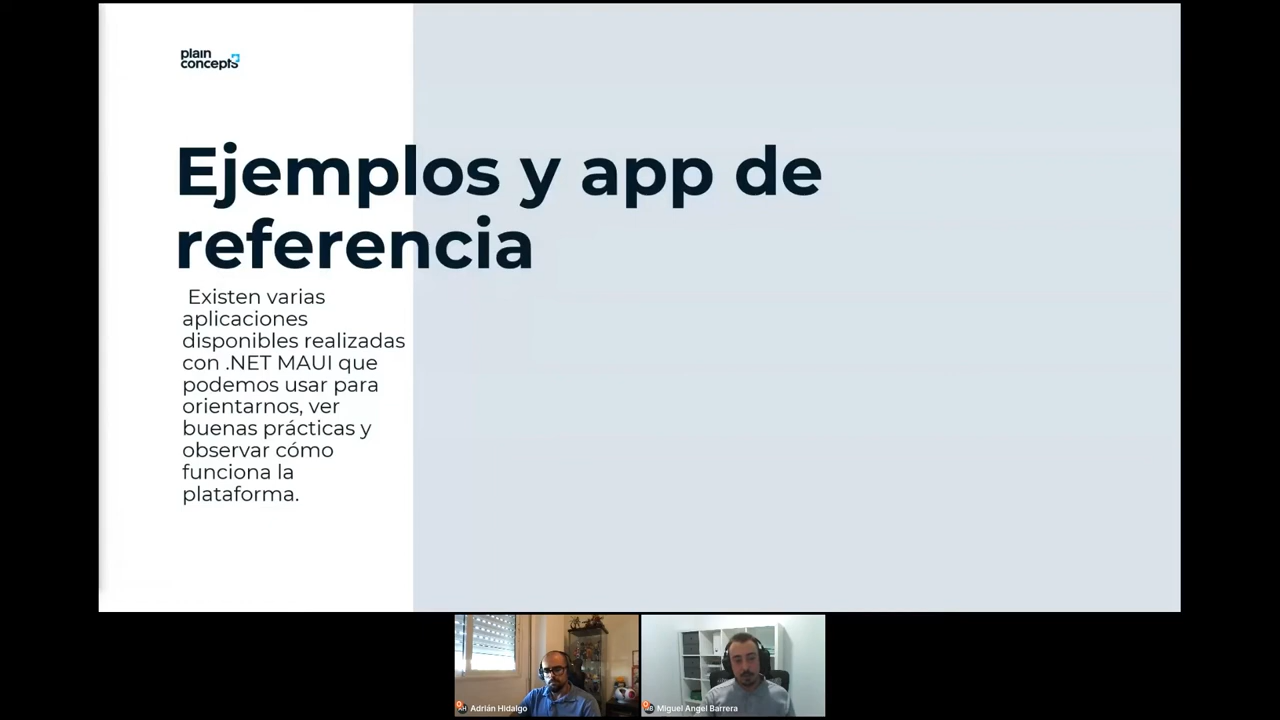 plain
concepts
Ejemplos y app de
referencia
Existen varias
aplicaciones
disponibles realizadas
con .NET MAUI que
podemos usar para
orientarnos, ver
buenas prácticas y
observar cómo
funciona la
plataforma.
AH Adrián Hidalgo
Miguel Angel Barrera